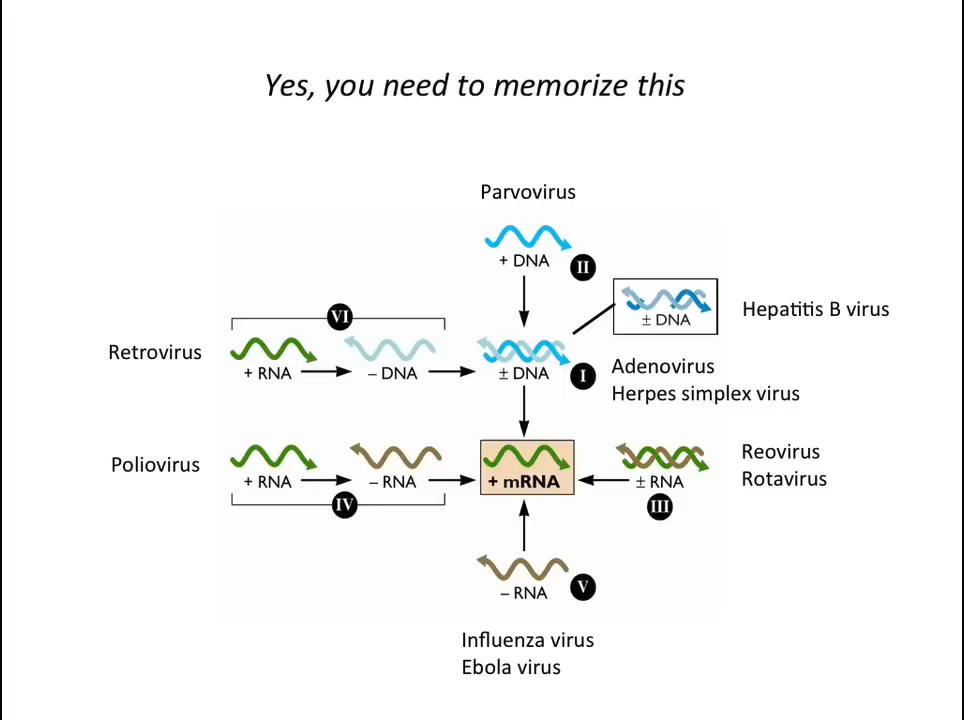 Yes, you need to memorize this
Parvovirus
+ DNA
II
± DNA
Hepatitis B virus
VI
Retrovirus
+ RNA
– DNA
± DNA
I
Adenovirus
Herpes simplex virus
Poliovirus
+ RNA
– RNA
IV
+ mRNA
± RNA
III
Reovirus
Rotavirus
– RNA
V
Influenza virus
Ebola virus